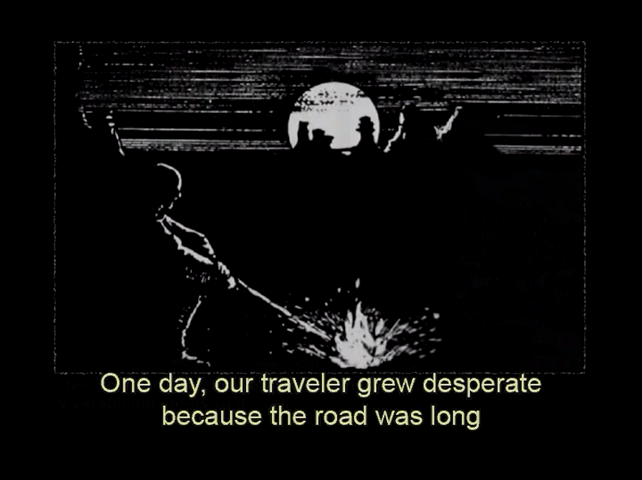 One day, our traveler grew desperate
because the road was long